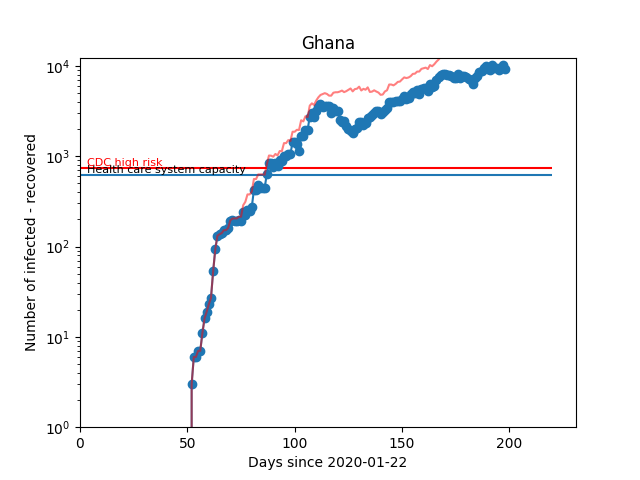 Ghana
10⁴
10³
10²
10¹
10⁰
Number of infected - recovered
CDC high risk
Health care system capacity
0 50 100 150 200
Days since 2020-01-22